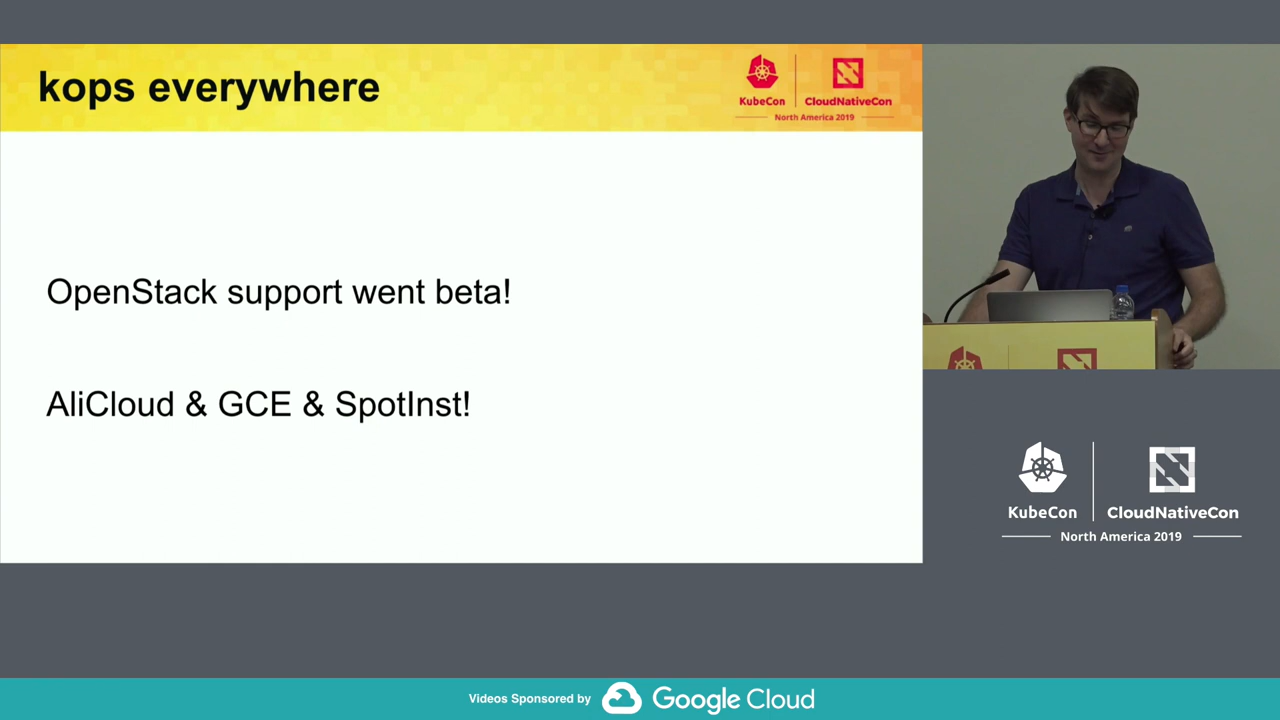 kops everywhere
KubeCon
CloudNativeCon
North America 2019
OpenStack support went beta!
AliCloud & GCE & SpotInst!
KubeCon
CloudNativeCon
North America 2019
Videos Sponsored by
Google Cloud